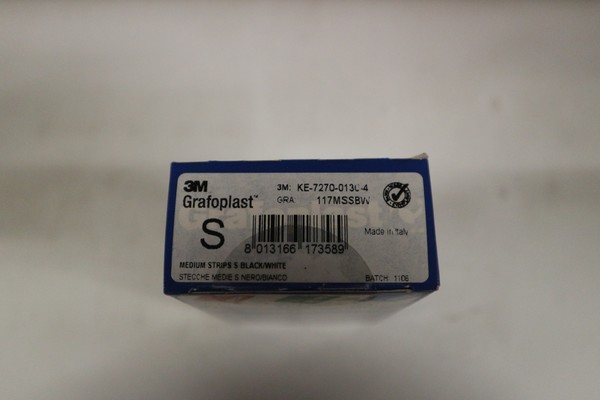 3M
Grafoplast™
3M: KE-7270-0130-4
GRA: 117MSSBW
S
8 013166 173589
Made in Italy
MEDIUM STRIPS S BLACK/WHITE
STECCHE MEDIE S NERO/BIANCO
BATCH: 1106